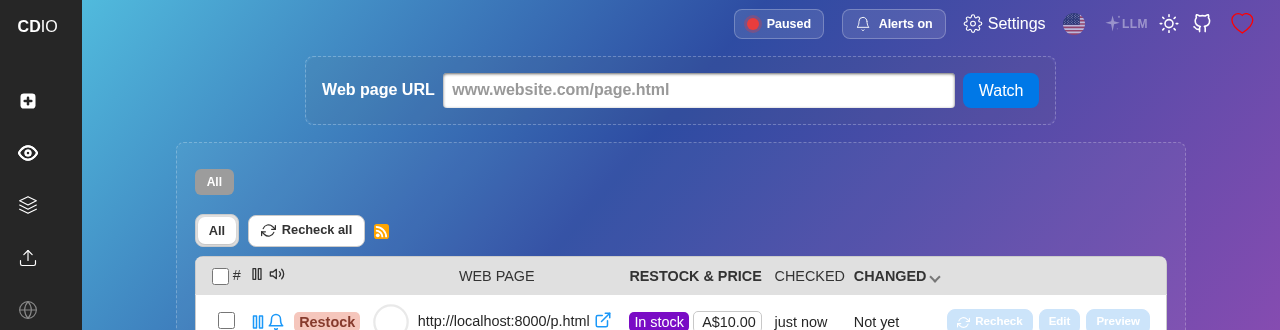 CDIO
Paused
Alerts on
Settings
LLM
Web page URL
www.website.com/page.html
Watch
All
All
Recheck all
#
WEB PAGE
RESTOCK & PRICE
CHECKED
CHANGED
Restock
http://localhost:8000/p.html
In stock
A$10.00
just now
Not yet
Recheck
Edit
Preview